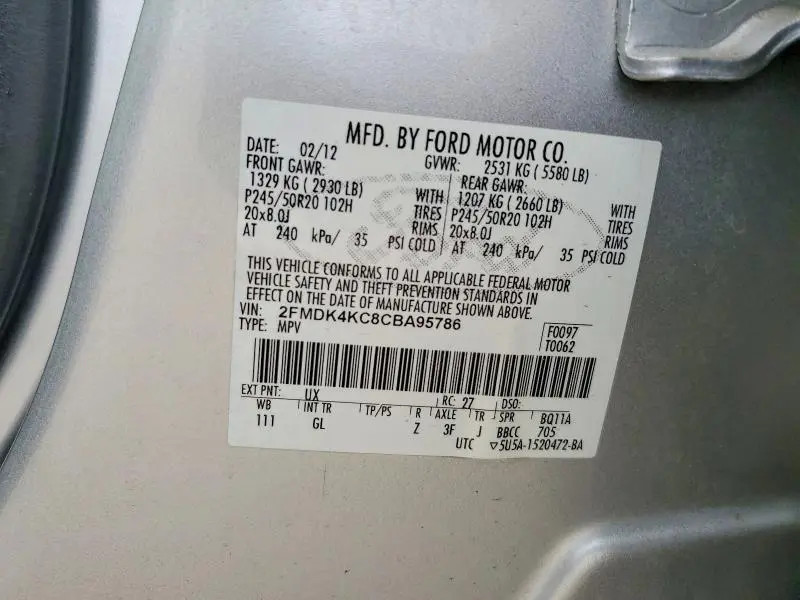 MFD. BY FORD MOTOR CO.
DATE: 02/12 GVWR: 2531 KG ( 5580 LB)
FRONT GAWR: REAR GAWR:
1329 KG ( 2930 LB) WITH 1207 KG ( 2660 LB) WITH
P245/50R20 102H TIRES P245/50R20 102H TIRES
20x8.0J RIMS 20x8.0J RIMS
AT 240 kPa/ 35 PSI COLD AT 240 kPa/ 35 PSI COLD
THIS VEHICLE CONFORMS TO ALL APPLICABLE FEDERAL MOTOR
VEHICLE SAFETY AND THEFT PREVENTION STANDARDS IN
EFFECT ON THE DATE OF MANUFACTURE SHOWN ABOVE.
VIN: 2FMDK4KC8CBA95786 F0097
TYPE: MPV T0062
EXT PNT: UX RC: 27 DSO:
WB INT TR TP/PS R AXLE TR SPR BQ11A
111 GL Z 3F J BBCC 705
UTC ▽5U5A-1520472-BA